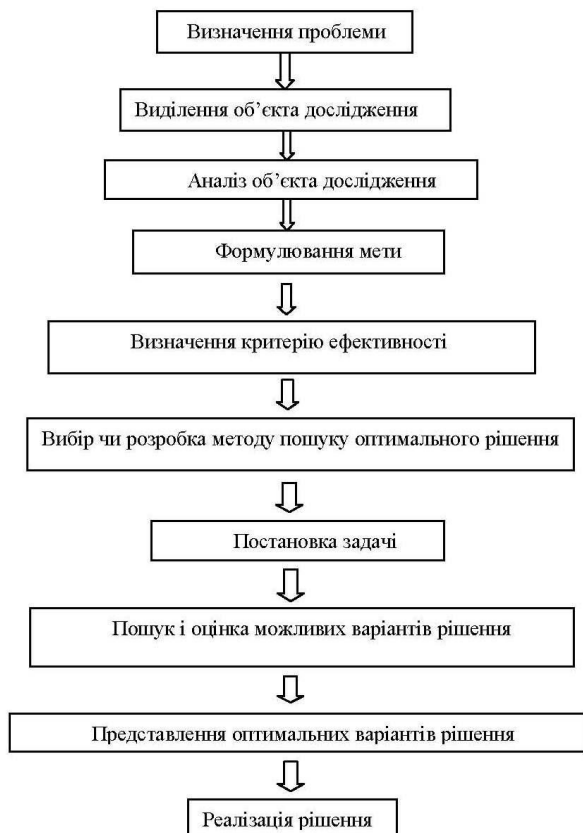 Визначення проблеми
Виділення об’єкта дослідження
Аналіз об’єкта дослідження
Формулювання мети
Визначення критерію ефективності
Вибір чи розробка методу пошуку оптимального рішення
Постановка задачі
Пошук і оцінка можливих варіантів рішення
Представлення оптимальних варіантів рішення
Реалізація рішення